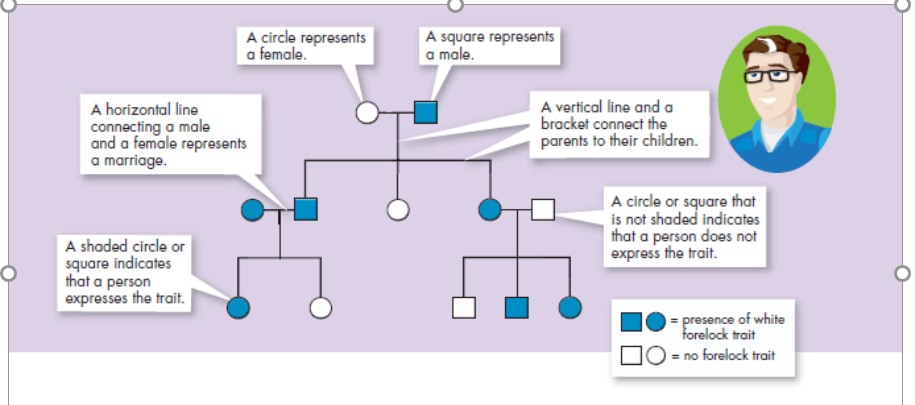 A circle represents
a female.
A square represents
a male.
A horizontal line
connecting a male
and a female represents
a marriage.
A vertical line and a
bracket connect the
parents to their children.
A circle or square that
is not shaded indicates
that a person does not
express the trait.
A shaded circle or
square indicates
that a person
expresses the trait.
= presence of white
forelock trait
= no forelock trait